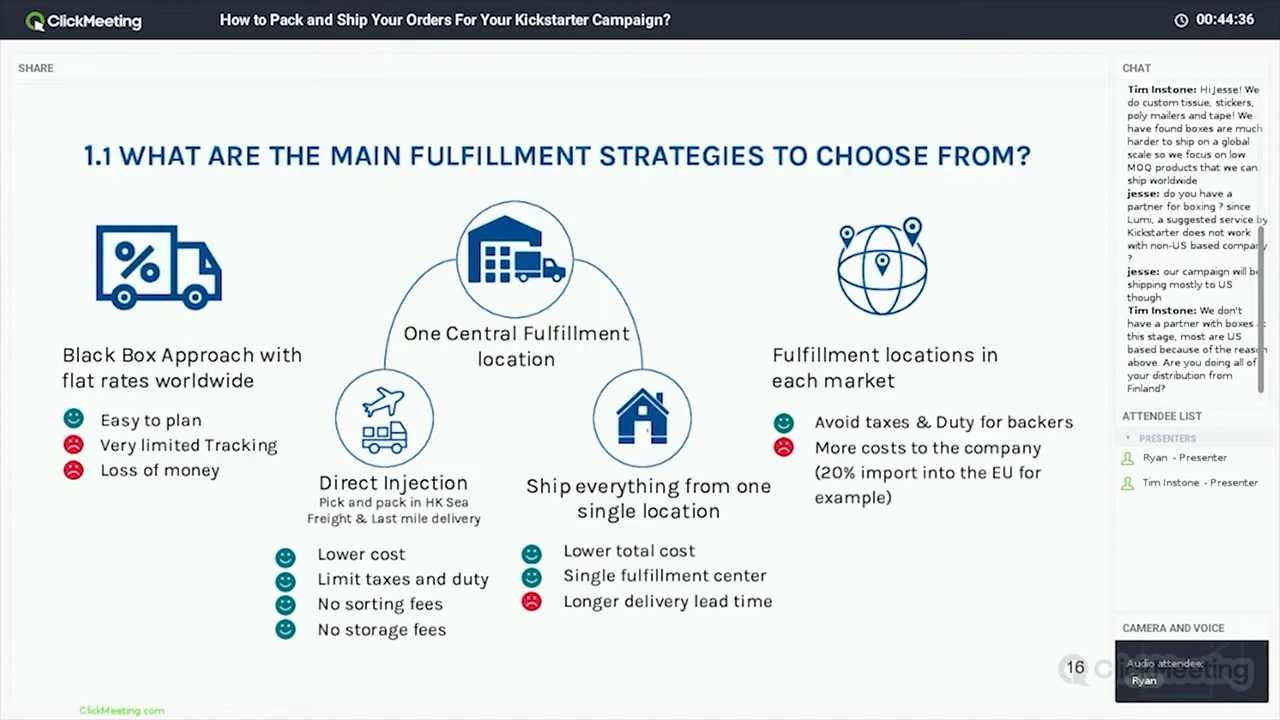 ClickMeeting
How to Pack and Ship Your Orders For Your Kickstarter Campaign?
00:44:36
SHARE
1.1 WHAT ARE THE MAIN FULFILLMENT STRATEGIES TO CHOOSE FROM?
%
Black Box Approach with
flat rates worldwide
Easy to plan
Very limited Tracking
Loss of money
One Central Fulfillment
location
Direct Injection
Pick and pack in HK Sea
Freight & Last mile delivery
Lower cost
Limit taxes and duty
No sorting fees
No storage fees
Ship everything from one
single location
Lower total cost
Single fulfillment center
Longer delivery lead time
Fulfillment locations in
each market
Avoid taxes & Duty for backers
More costs to the company
(20% import into the EU for
example)
16
ClickMeeting
ClickMeeting.com
CHAT
Tim Instone: Hi Jesse! We
do custom tissue, stickers,
poly mailers and tape! We
have found boxes are much
harder to ship on a global
scale so we focus on low
MOQ products that we can
ship worldwide
jesse: do you have a
partner for boxing ? since
Lumi, a suggested service by
Kickstarter does not work
with non-US based company
?
jesse: our campaign will be
shipping mostly to US
though
Tim Instone: We don't
have a partner with boxes at
this stage, most are US
based because of the reason
above. Are you doing all of
your distribution from
Finland?
ATTENDEE LIST
PRESENTERS
Ryan - Presenter
Tim Instone - Presenter
CAMERA AND VOICE
Audio attendee:
Ryan